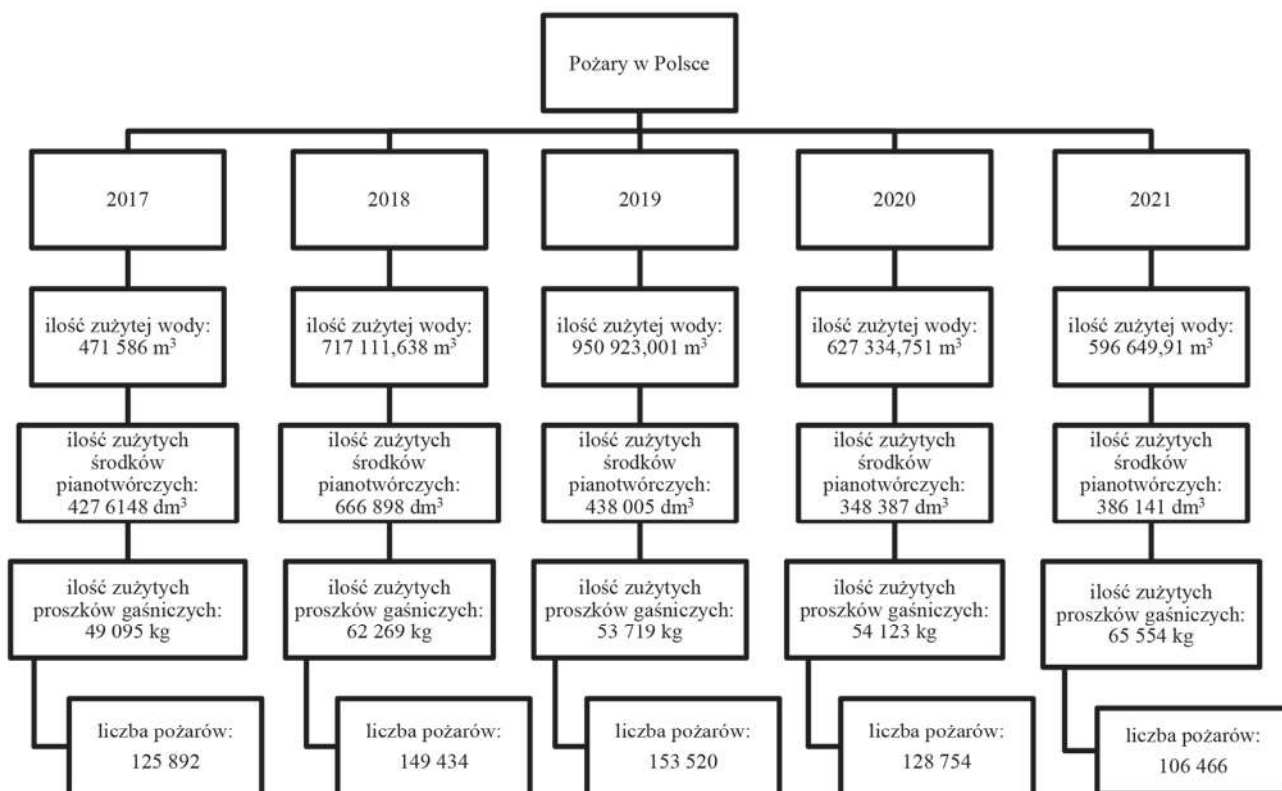 Pożary w Polsce
2017
2018
2019
2020
2021
ilość zużytej wody:
471 586 m³
ilość zużytej wody:
717 111,638 m³
ilość zużytej wody:
950 923,001 m³
ilość zużytej wody:
627 334,751 m³
ilość zużytej wody:
596 649,91 m³
ilość zużytych
środków
pianotwórczych:
427 6148 dm³
ilość zużytych
środków
pianotwórczych:
666 898 dm³
ilość zużytych
środków
pianotwórczych:
438 005 dm³
ilość zużytych
środków
pianotwórczych:
348 387 dm³
ilość zużytych
środków
pianotwórczych:
386 141 dm³
ilość zużytych
proszków gaśniczych:
49 095 kg
ilość zużytych
proszków gaśniczych:
62 269 kg
ilość zużytych
proszków gaśniczych:
53 719 kg
ilość zużytych
proszków gaśniczych:
54 123 kg
ilość zużytych
proszków gaśniczych:
65 554 kg
liczba pożarów:
125 892
liczba pożarów:
149 434
liczba pożarów:
153 520
liczba pożarów:
128 754
liczba pożarów:
106 466